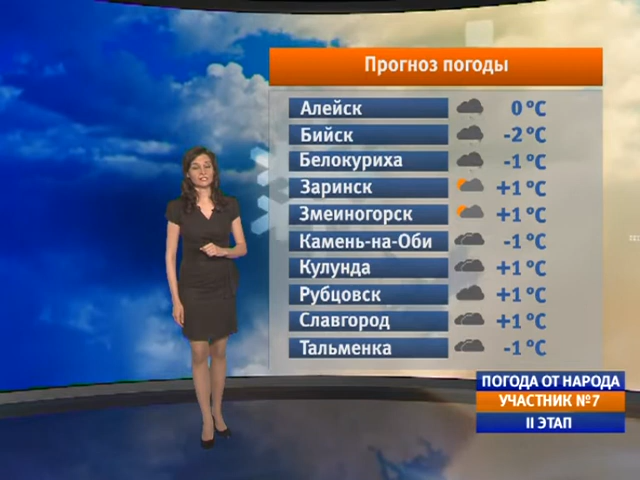 Прогноз погоды
Алейск 0 °C
Бийск -2 °C
Белокуриха -1 °C
Заринск +1 °C
Змеиногорск +1 °C
Камень-на-Оби -1 °C
Кулунда +1 °C
Рубцовск +1 °C
Славгород +1 °C
Тальменка -1 °C
ПОГОДА ОТ НАРОДА
УЧАСТНИК №7
II ЭТАП